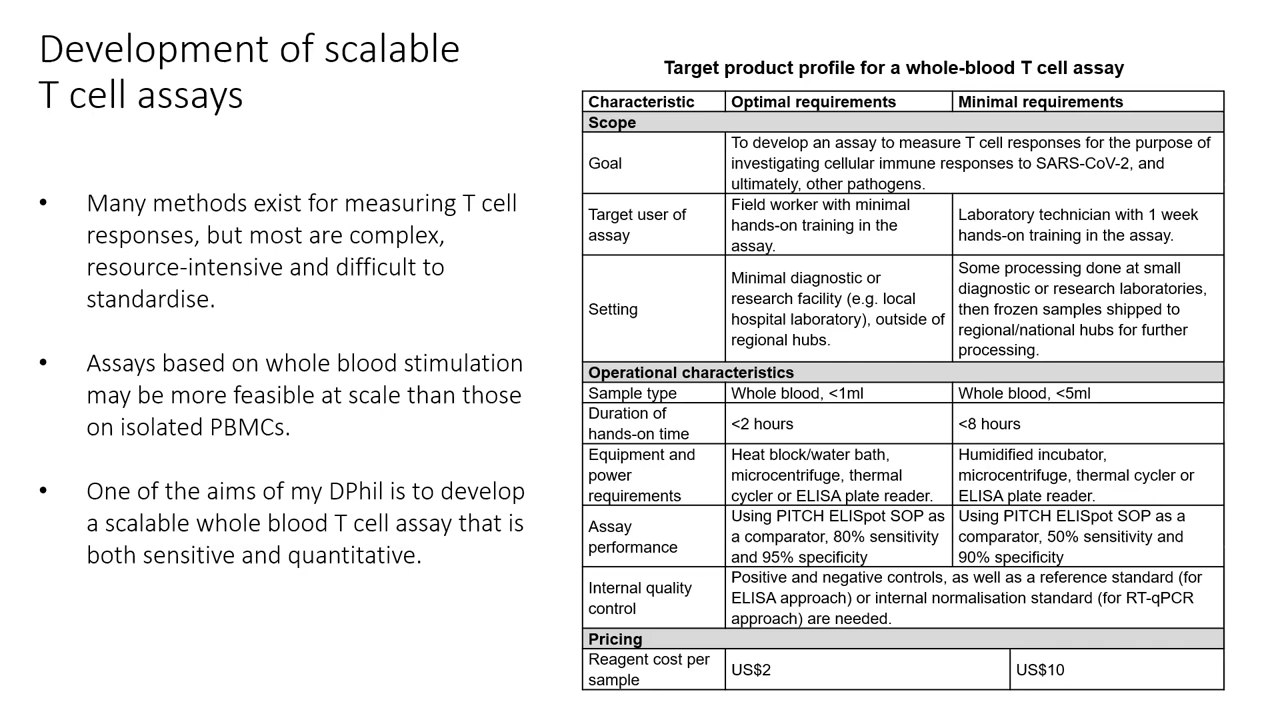 Development of scalable
T cell assays
• Many methods exist for measuring T cell
responses, but most are complex,
resource-intensive and difficult to
standardise.
• Assays based on whole blood stimulation
may be more feasible at scale than those
on isolated PBMCs.
• One of the aims of my DPhil is to develop
a scalable whole blood T cell assay that is
both sensitive and quantitative.
Target product profile for a whole-blood T cell assay
Characteristic
Optimal requirements
Minimal requirements
Scope
Goal
To develop an assay to measure T cell responses for the purpose of
investigating cellular immune responses to SARS-CoV-2, and
ultimately, other pathogens.
Target user of
assay
Field worker with minimal
hands-on training in the
assay.
Laboratory technician with 1 week
hands-on training in the assay.
Setting
Minimal diagnostic or
research facility (e.g. local
hospital laboratory), outside of
regional hubs.
Some processing done at small
diagnostic or research laboratories,
then frozen samples shipped to
regional/national hubs for further
processing.
Operational characteristics
Sample type
Whole blood, <1ml
Whole blood, <5ml
Duration of
hands-on time
<2 hours
<8 hours
Equipment and
power
requirements
Heat block/water bath,
microcentrifuge, thermal
cycler or ELISA plate reader.
Humidified incubator,
microcentrifuge, thermal cycler or
ELISA plate reader.
Assay
performance
Using PITCH ELISpot SOP as
a comparator, 80% sensitivity
and 95% specificity
Using PITCH ELISpot SOP as a
comparator, 50% sensitivity and
90% specificity
Internal quality
control
Positive and negative controls, as well as a reference standard (for
ELISA approach) or internal normalisation standard (for RT-qPCR
approach) are needed.
Pricing
Reagent cost per
sample
US$2
US$10